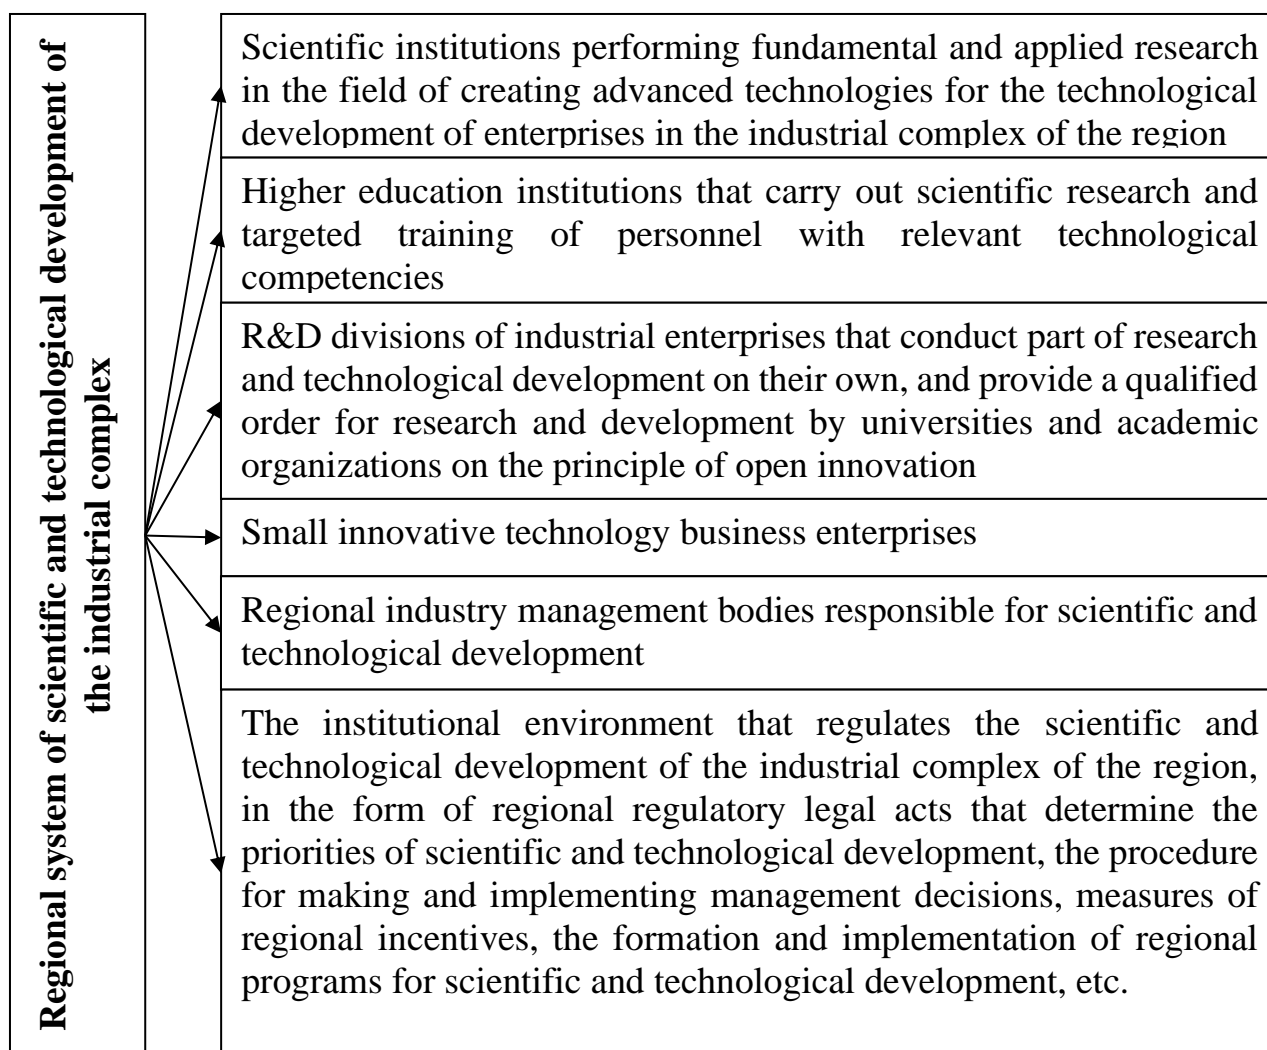 Regional system of scientific and technological development of
the industrial complex
Scientific institutions performing fundamental and applied research
in the field of creating advanced technologies for the technological
development of enterprises in the industrial complex of the region
Higher education institutions that carry out scientific research and
targeted training of personnel with relevant technological
competencies
R&D divisions of industrial enterprises that conduct part of research
and technological development on their own, and provide a qualified
order for research and development by universities and academic
organizations on the principle of open innovation
Small innovative technology business enterprises
Regional industry management bodies responsible for scientific and
technological development
The institutional environment that regulates the scientific and
technological development of the industrial complex of the region,
in the form of regional regulatory legal acts that determine the
priorities of scientific and technological development, the procedure
for making and implementing management decisions, measures of
regional incentives, the formation and implementation of regional
programs for scientific and technological development, etc.